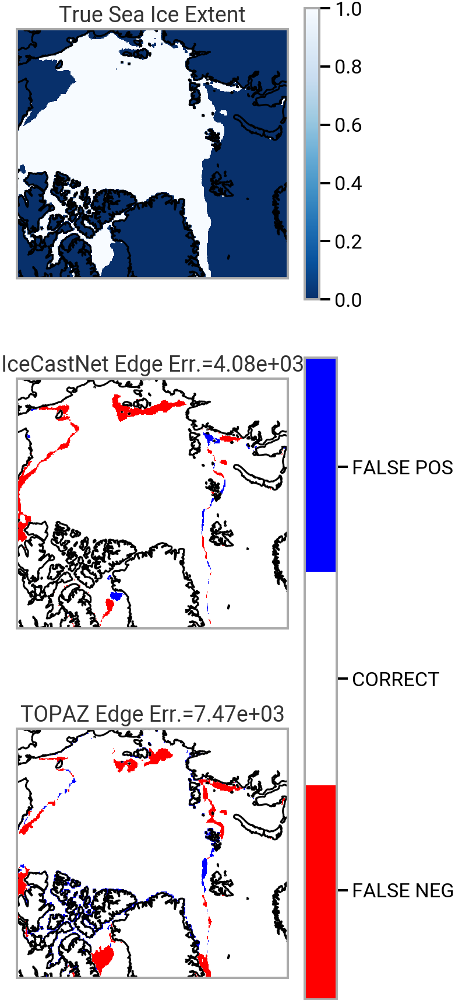 True Sea Ice Extent
1.0
0.8
0.6
0.4
0.2
0.0
IceCastNet Edge Err.=4.08e+03
FALSE POS
CORRECT
TOPAZ Edge Err.=7.47e+03
FALSE NEG